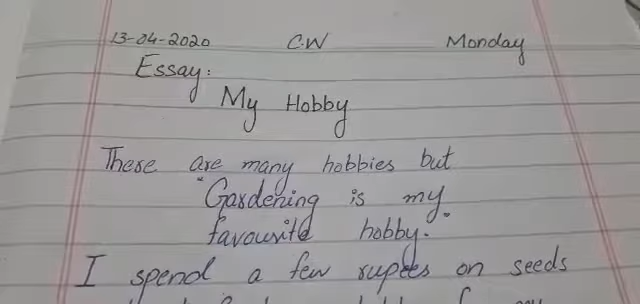 13-04-2020 C.W Monday
Essay:
My Hobby
There are many hobbies but
"Gardening is my
favourite hobby."
I spend a few rupees on seeds